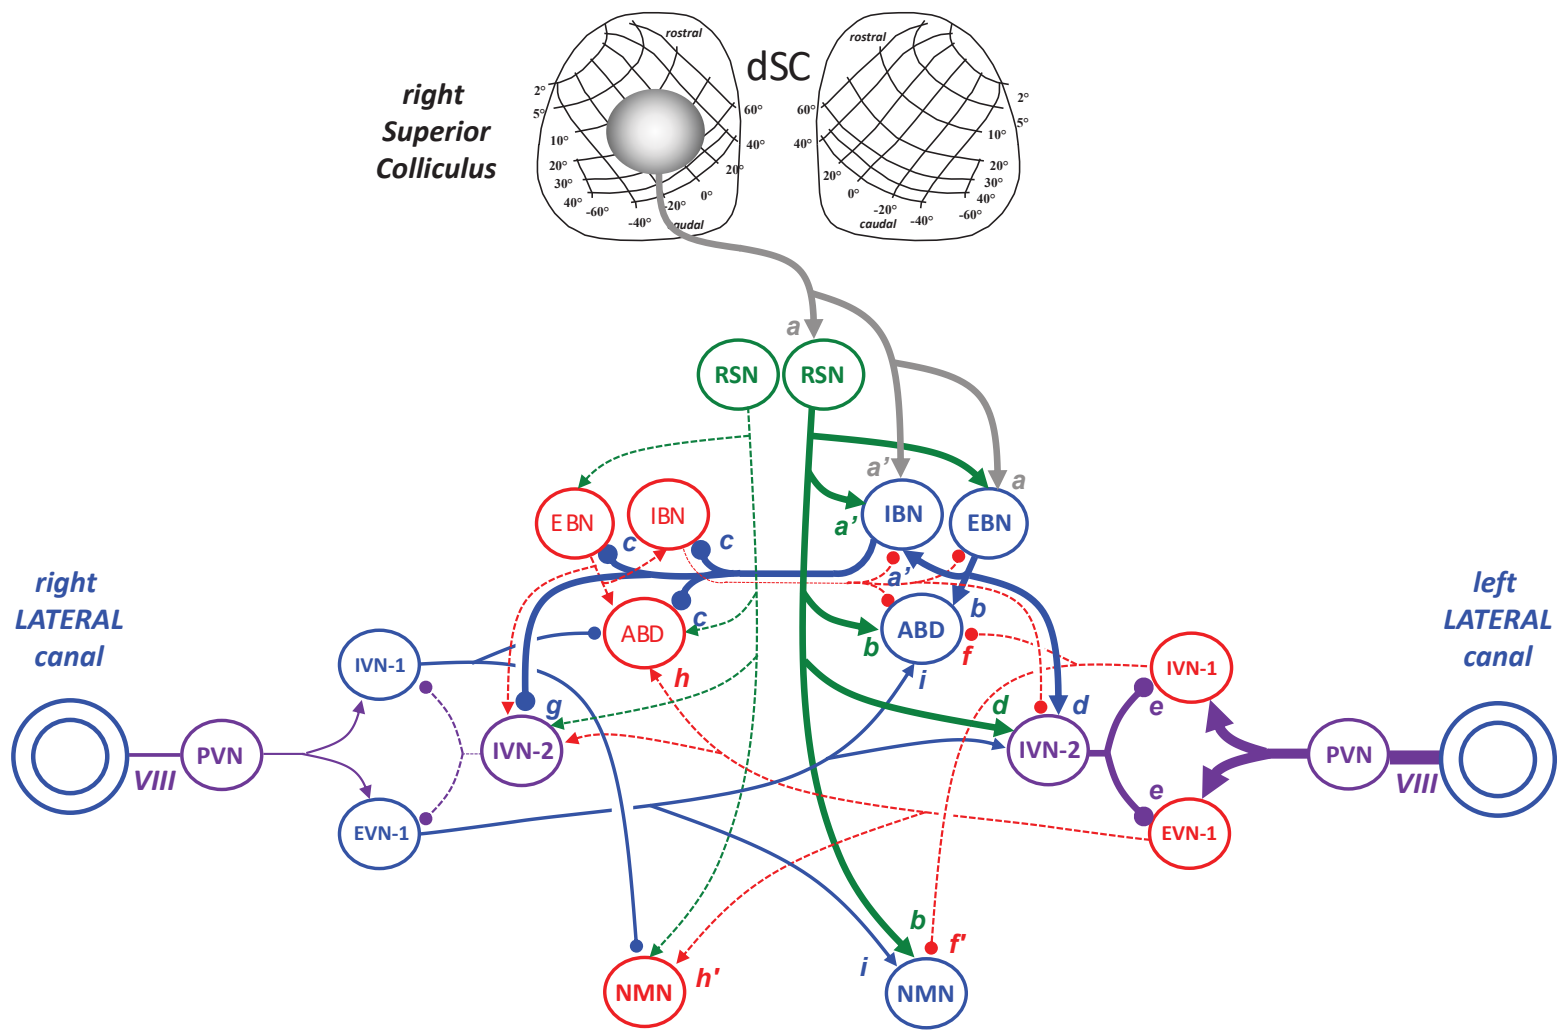 rostral
rostral
dSC
right
Superior
Colliculus
2°
5°
10°
20°
30°
40°
-60°
-40°
-20°
0°
20°
40°
60°
caudal
60°
40°
20°
0°
-20°
-40°
-60°
40°
30°
20°
10°
5°
2°
caudal
a
RSN
RSN
a'
a
EBN
IBN
IBN
EBN
a'
c
c
a'
right
LATERAL
canal
left
LATERAL
canal
b
c
ABD
ABD
b
f
IVN-1
IVN-1
h
i
g
d
d
e
VIII
PVN
IVN-2
IVN-2
PVN
VIII
e
EVN-1
EVN-1
b
f'
i
h'
NMN
NMN